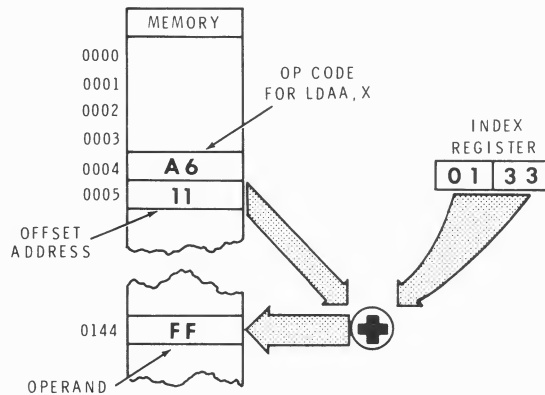 MEMORY
0000
0001
0002
0003
0004
0005
OP CODE
FOR LDAA, X
A6
11
OFFSET
ADDRESS
INDEX
REGISTER
01 33
0144
FF
OPERAND